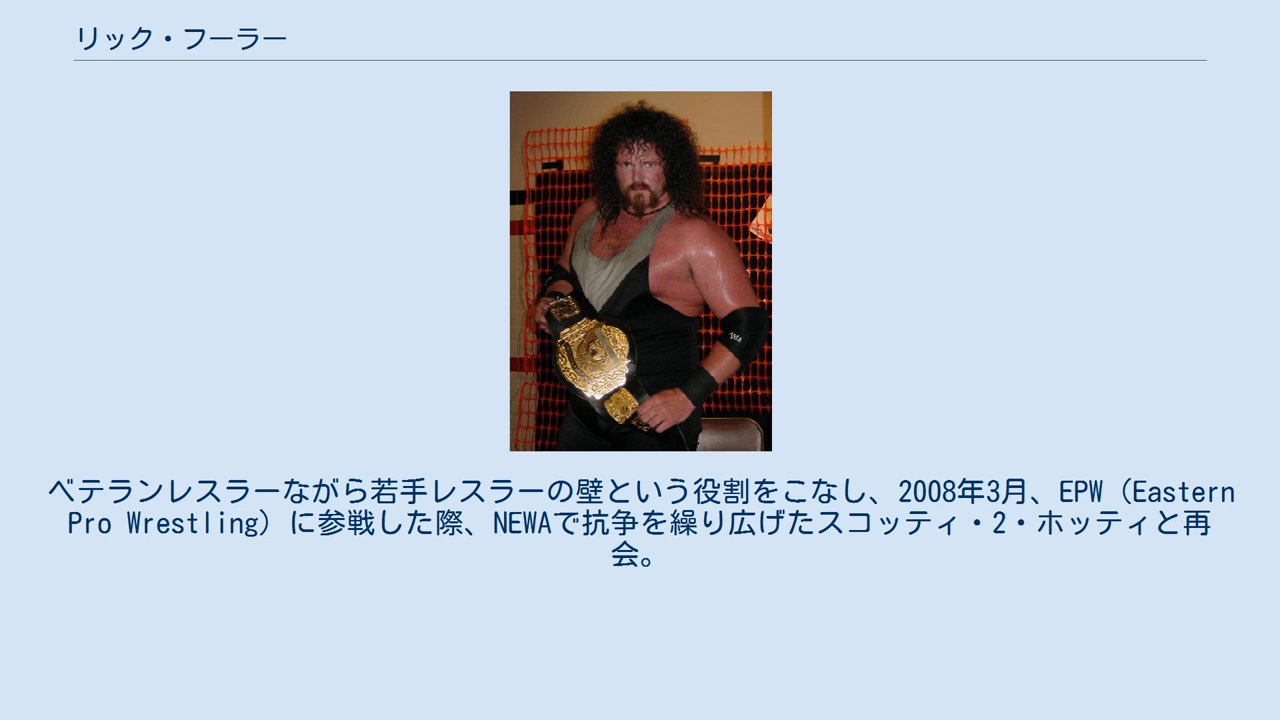 リック・フーラー
ベテランレスラーながら若手レスラーの壁という役割をこなし、2008年3月、EPW（Eastern
Pro Wrestling）に参戦した際、NEWAで抗争を繰り広げたスコッティ・2・ホッティと再
会。